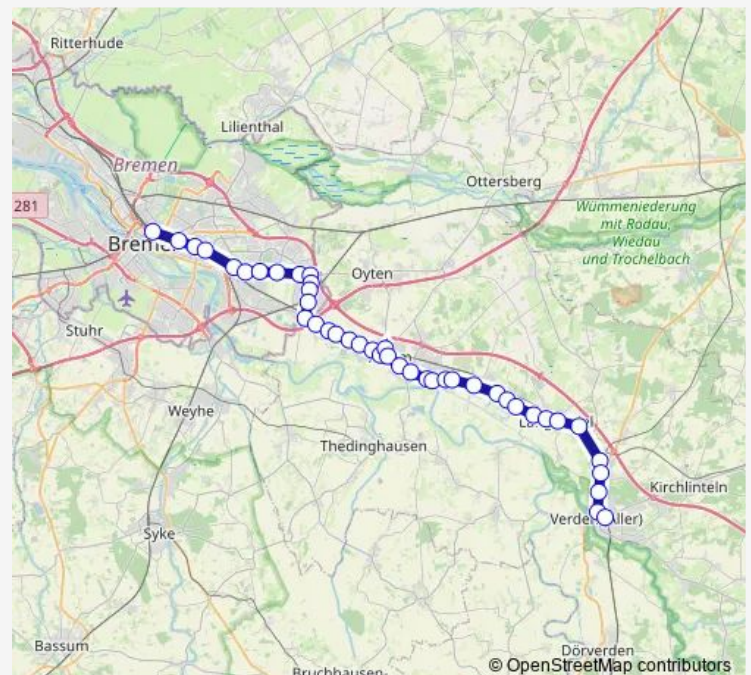 Ritterhude
Lilienthal
Bremen
Ottersberg
281
Wümmeniederung
mit Rodau,
Wiedau
und Trochelbach
Oyten
Stuhr
Weyhe
Thedinghausen
Kirchlinteln
Syke
Bassum
Dörverden
© OpenStreetMap contributors